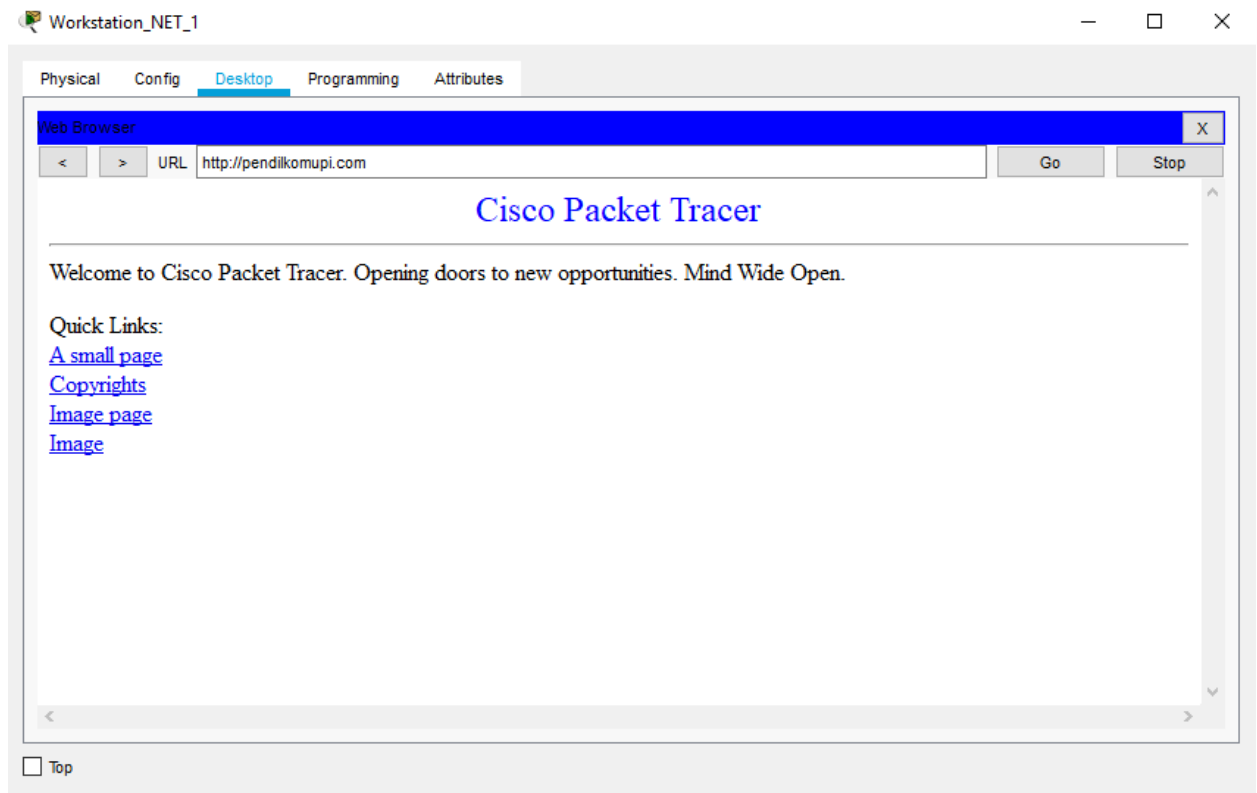 Workstation_NET_1
Physical Config Desktop Programming Attributes
Web Browser X
< > URL http://pendilkomupi.com Go Stop
Cisco Packet Tracer
Welcome to Cisco Packet Tracer. Opening doors to new opportunities. Mind Wide Open.
Quick Links:
A small page
Copyrights
Image page
Image
Top